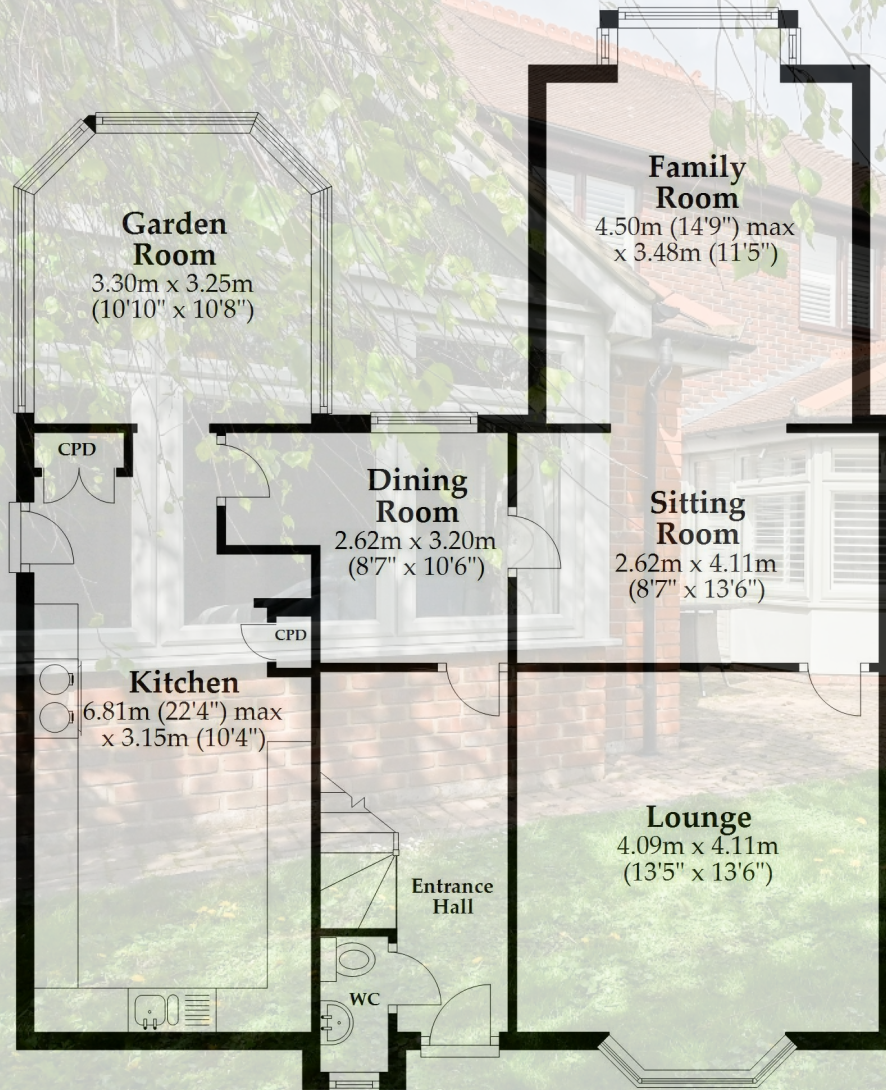 Family
Room
4.50m (14'9") max
x 3.48m (11'5")
Garden
Room
3.30m x 3.25m
(10'10" x 10'8")
CPD
Dining
Room
2.62m x 3.20m
(8'7" x 10'6")
Sitting
Room
2.62m x 4.11m
(8'7" x 13'6")
CPD
Kitchen
6.81m (22'4") max
x 3.15m (10'4")
Lounge
4.09m x 4.11m
(13'5" x 13'6")
Entrance
Hall
WC